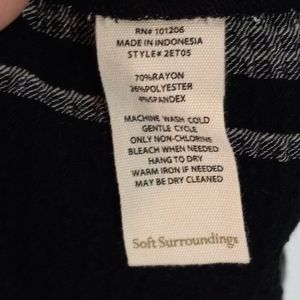 RN# 101206
MADE IN INDONESIA
STYLE# 2ET05
70%RAYON
26%POLYESTER
4%SPANDEX
MACHINE WASH COLD
GENTLE CYCLE
ONLY NON-CHLORINE
BLEACH WHEN NEEDED
HANG TO DRY
WARM IRON IF NEEDED
MAY BE DRY CLEANED
Soft Surroundings